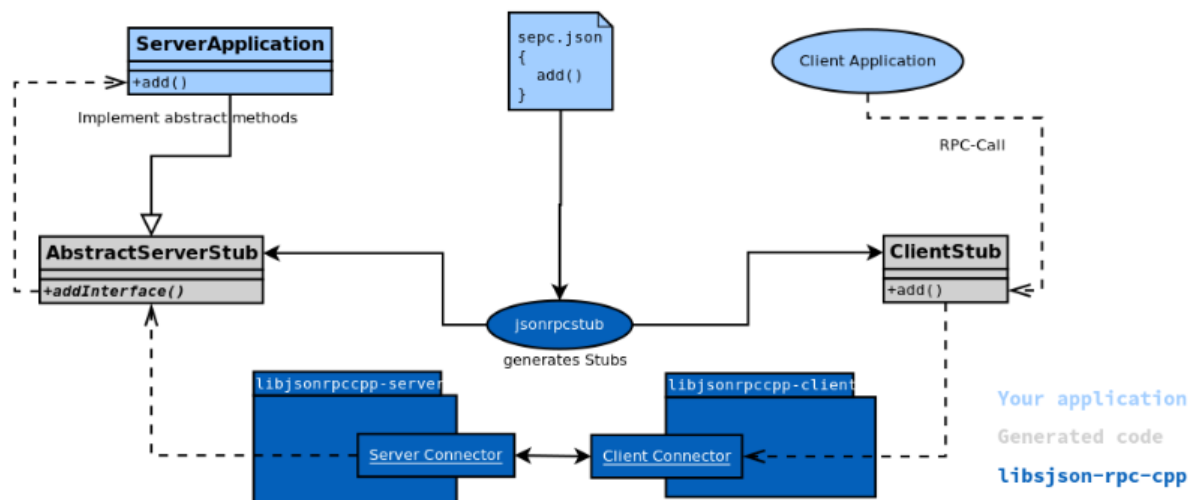 ServerApplication
+add()
Implement abstract methods
sepc.json
{
add()
}
Client Application
RPC-Call
AbstractServerStub
+addInterface()
ClientStub
+add()
jsonrpcstub
generates Stubs
libjsonrpccpp-server
Server Connector
libjsonrpccpp-client
Client Connector
Your application
Generated code
libsjson-rpc-cpp